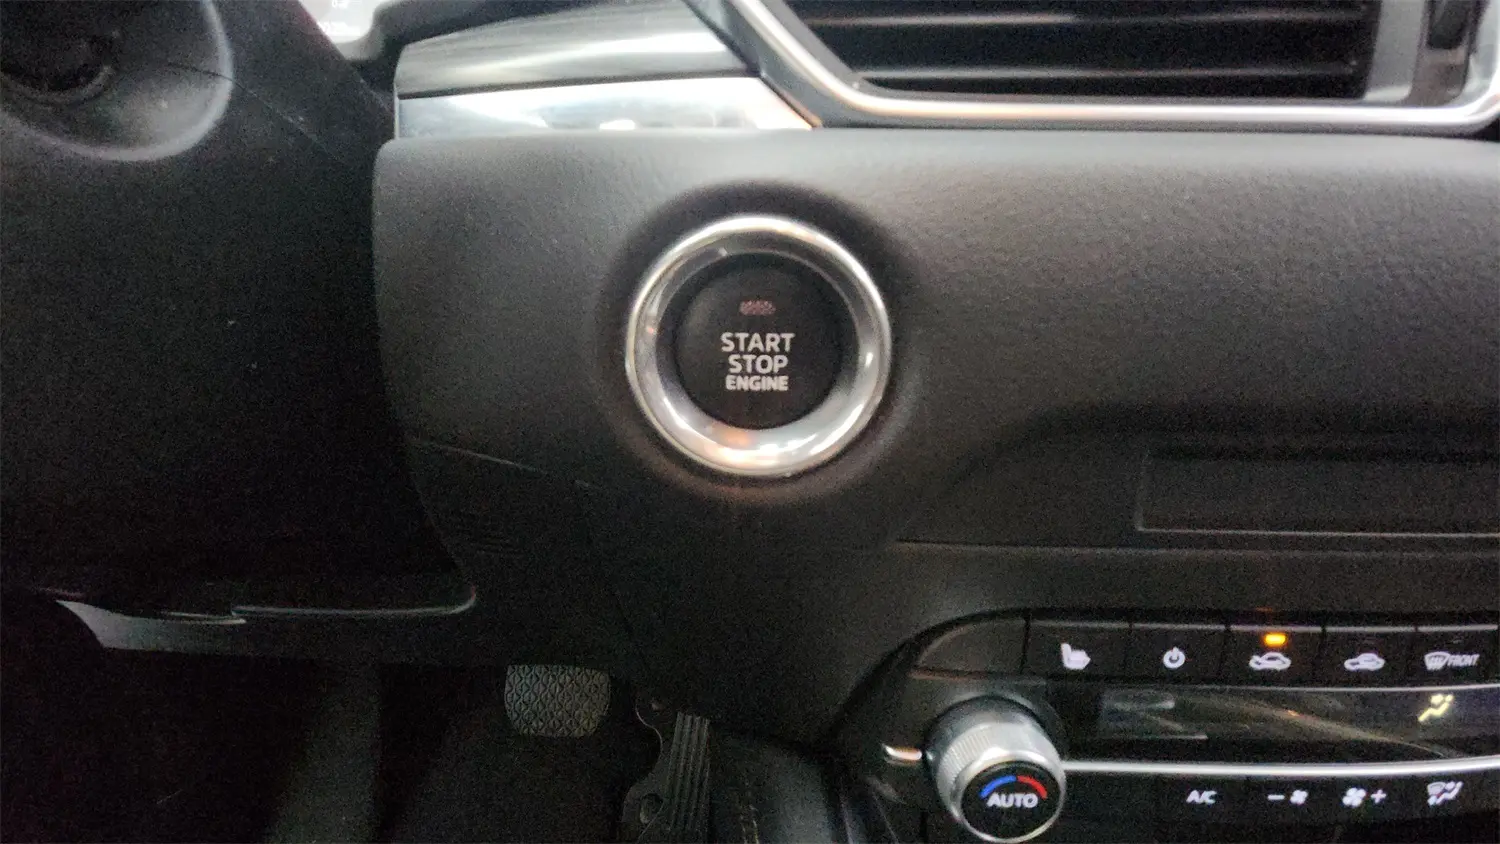 START
STOP
ENGINE
FRONT
AUTO
A/C
- +